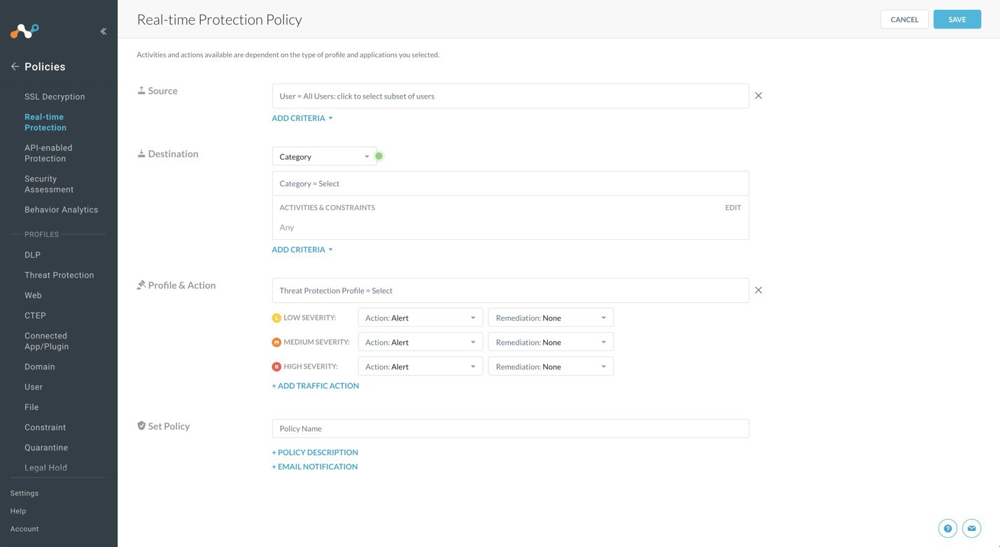 Real-time Protection Policy
CANCEL
SAVE
Policies
Activities and actions available are dependent on the type of profile and applications you selected.
SSL Decryption
Real-time
Protection
API-enabled
Protection
Security
Assessment
Behavior Analytics
PROFILES
DLP
Threat Protection
Web
CTEP
Connected
App/Plugin
Domain
User
File
Constraint
Quarantine
Legal Hold
Settings
Help
Account
Source
User = All Users: click to select subset of users
ADD CRITERIA
Destination
Category
Category = Select
ACTIVITIES & CONSTRAINTS
EDIT
Any
ADD CRITERIA
Profile & Action
Threat Protection Profile = Select
L LOW SEVERITY: Action: Alert Remediation: None
M MEDIUM SEVERITY: Action: Alert Remediation: None
H HIGH SEVERITY: Action: Alert Remediation: None
+ ADD TRAFFIC ACTION
Set Policy
Policy Name
+ POLICY DESCRIPTION
+ EMAIL NOTIFICATION